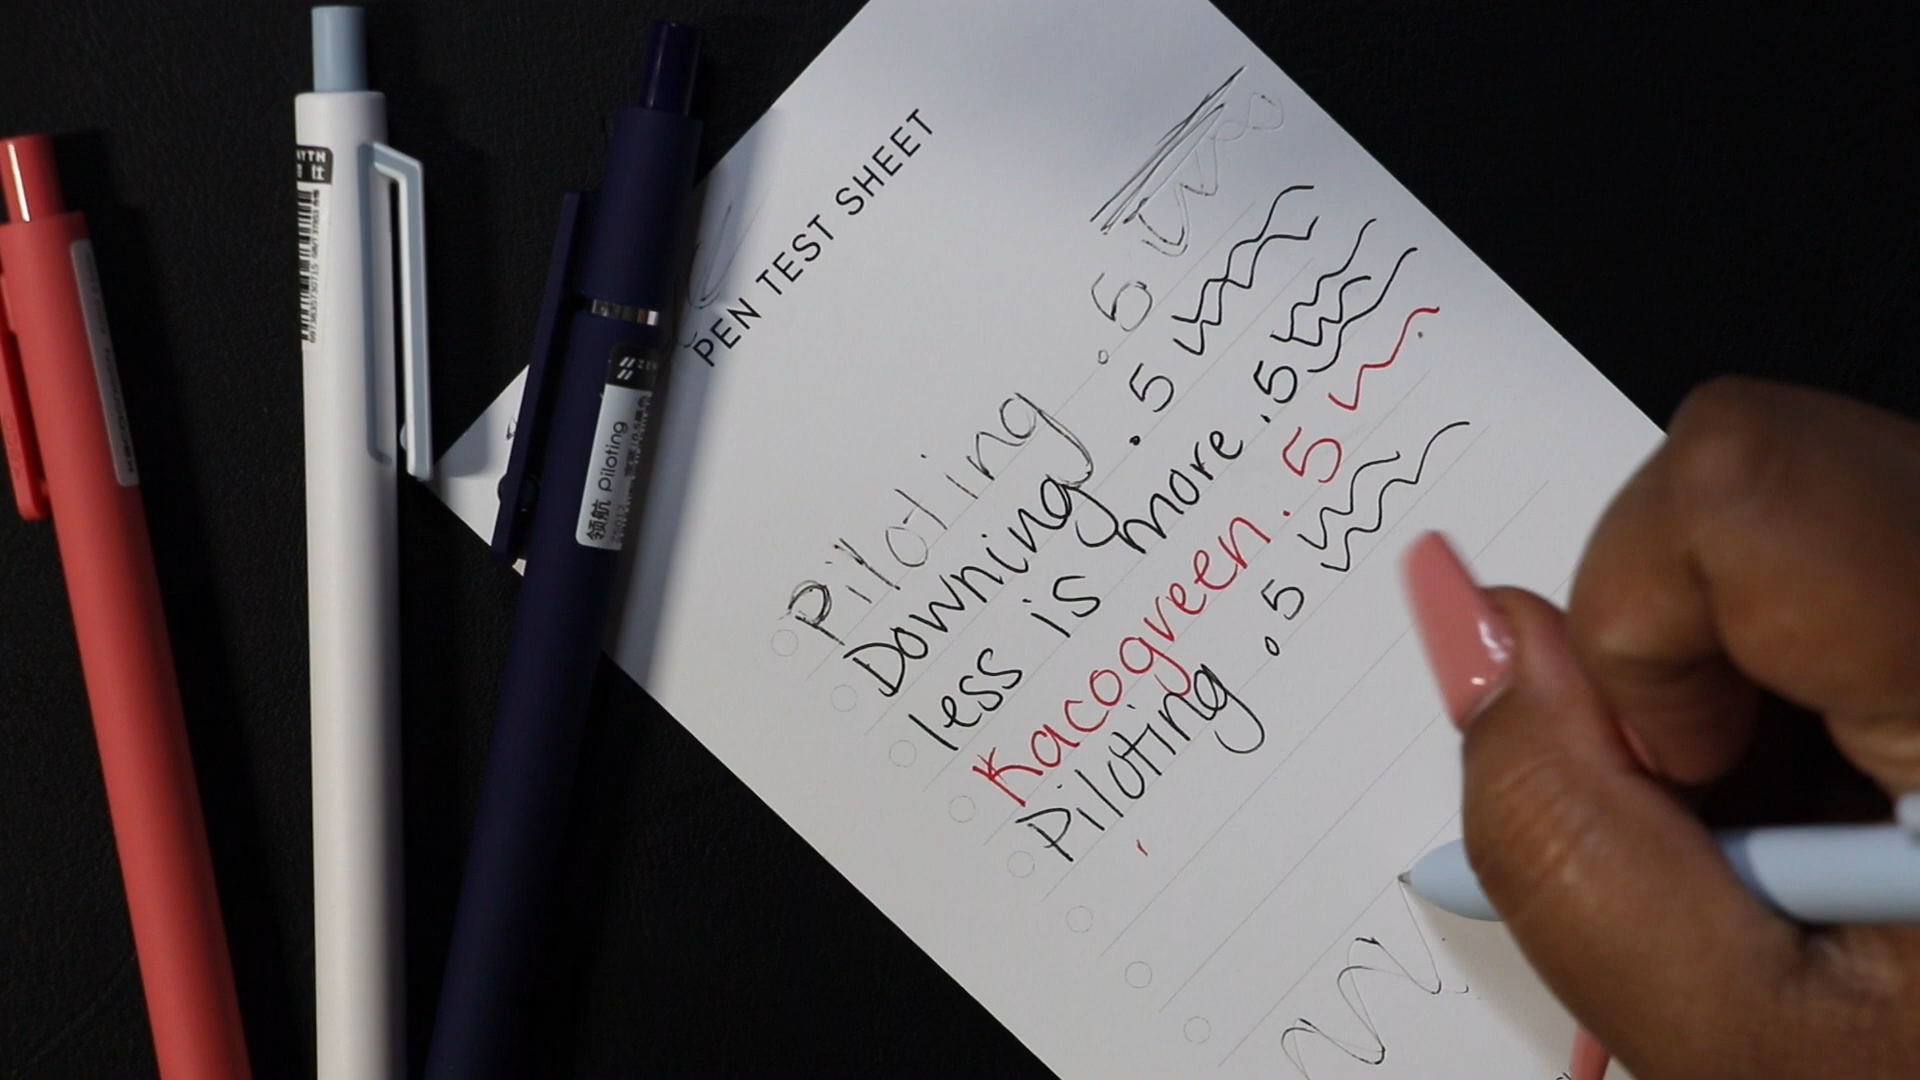 PEN TEST SHEET
Piloting .5
Downing .5
less is more .5
Kacogreen .5
Piloting .5
领航 piloting